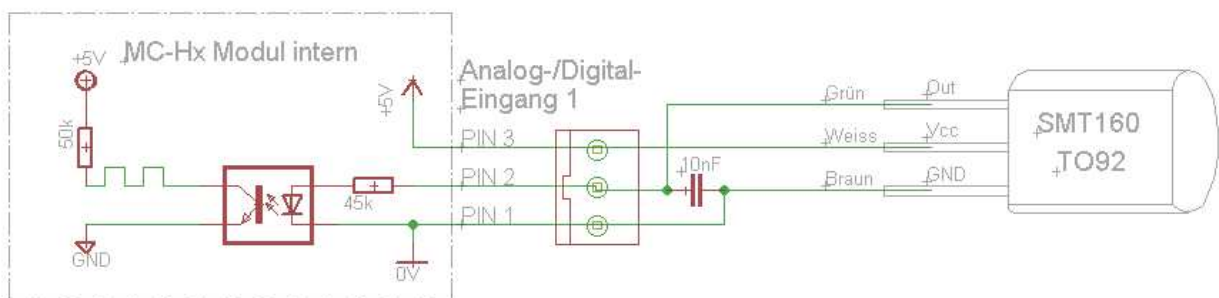 MC-Hx Modul intern
+5V
50k
GND
45k
+5V
0V
Analog-/Digital-
Eingang 1
PIN 3
PIN 2
PIN 1
10nF
Grün
Weiss
Braun
Out
Vcc
GND
SMT160
TO92